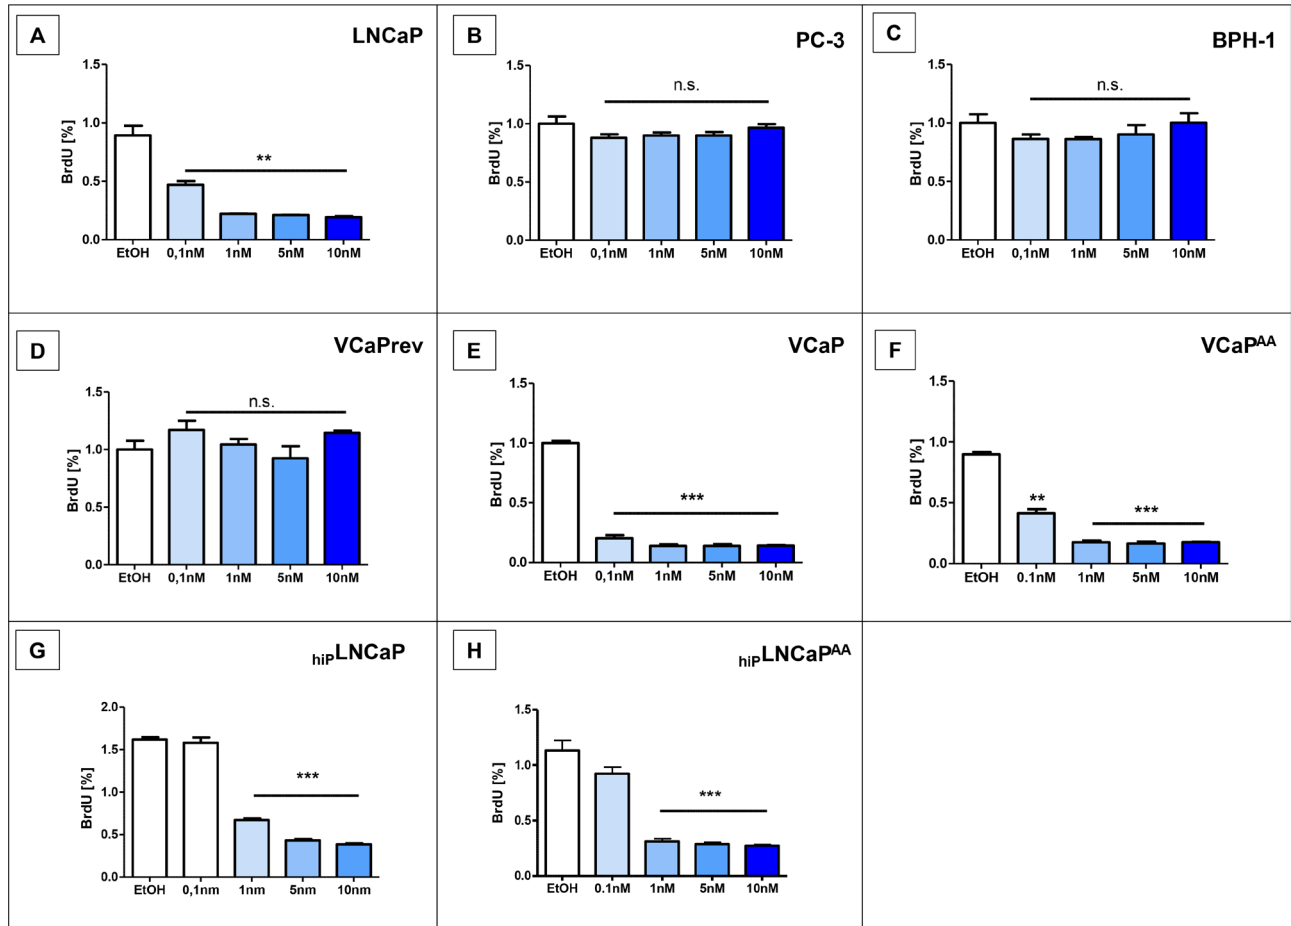 A
LNCaP
BrdU [%]
1.5
1.0
0.5
0.0
**
EtOH 0,1nM 1nM 5nM 10nM
B
PC-3
BrdU [%]
1.5
1.0
0.5
0.0
n.s.
EtOH 0,1nM 1nM 5nM 10nM
C
BPH-1
BrdU [%]
1.5
1.0
0.5
0.0
n.s.
EtOH 0,1nM 1nM 5nM 10nM
D
VCaPrev
BrdU [%]
1.5
1.0
0.5
0.0
n.s.
EtOH 0,1nM 1nM 5nM 10nM
E
VCaP
BrdU [%]
1.5
1.0
0.5
0.0
***
EtOH 0,1nM 1nM 5nM 10nM
F
VCaPAA
BrdU [%]
1.5
1.0
0.5
0.0
**
***
EtOH 0.1nM 1nM 5nM 10nM
G
hiPLNCaP
BrdU [%]
2.0
1.5
1.0
0.5
0.0
***
EtOH 0,1nm 1nm 5nm 10nm
H
hiPLNCaPAA
BrdU [%]
1.5
1.0
0.5
0.0
***
EtOH 0.1nM 1nM 5nM 10nM